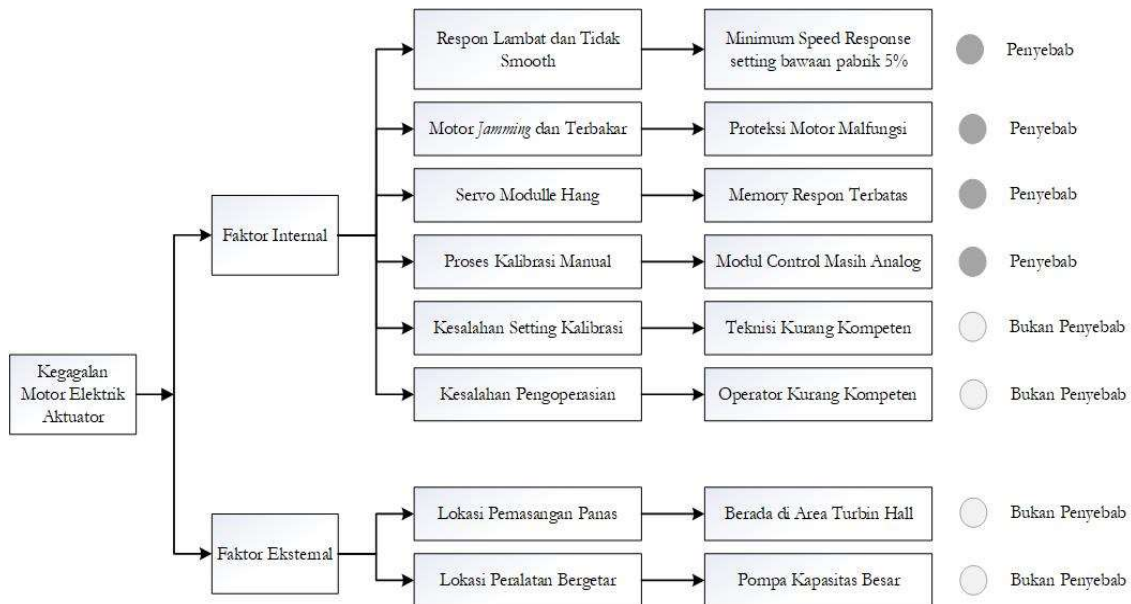 Respon Lambat dan Tidak
Smooth
Minimum Speed Response
setting bawaan pabrik 5%
Penyebab
Motor Jamming dan Terbakar
Proteksi Motor Malfungsi
Penyebab
Servo Modulle Hang
Memory Respon Terbatas
Penyebab
Faktor Internal
Proses Kalibrasi Manual
Modul Control Masih Analog
Penyebab
Kesalahan Setting Kalibrasi
Teknisi Kurang Kompeten
Bukan Penyebab
Kegagalan
Motor Elektrik
Aktuator
Kesalahan Pengoperasian
Operator Kurang Kompeten
Bukan Penyebab
Lokasi Pemasangan Panas
Berada di Area Turbin Hall
Bukan Penyebab
Faktor Eksternal
Lokasi Peralatan Bergetar
Pompa Kapasitas Besar
Bukan Penyebab